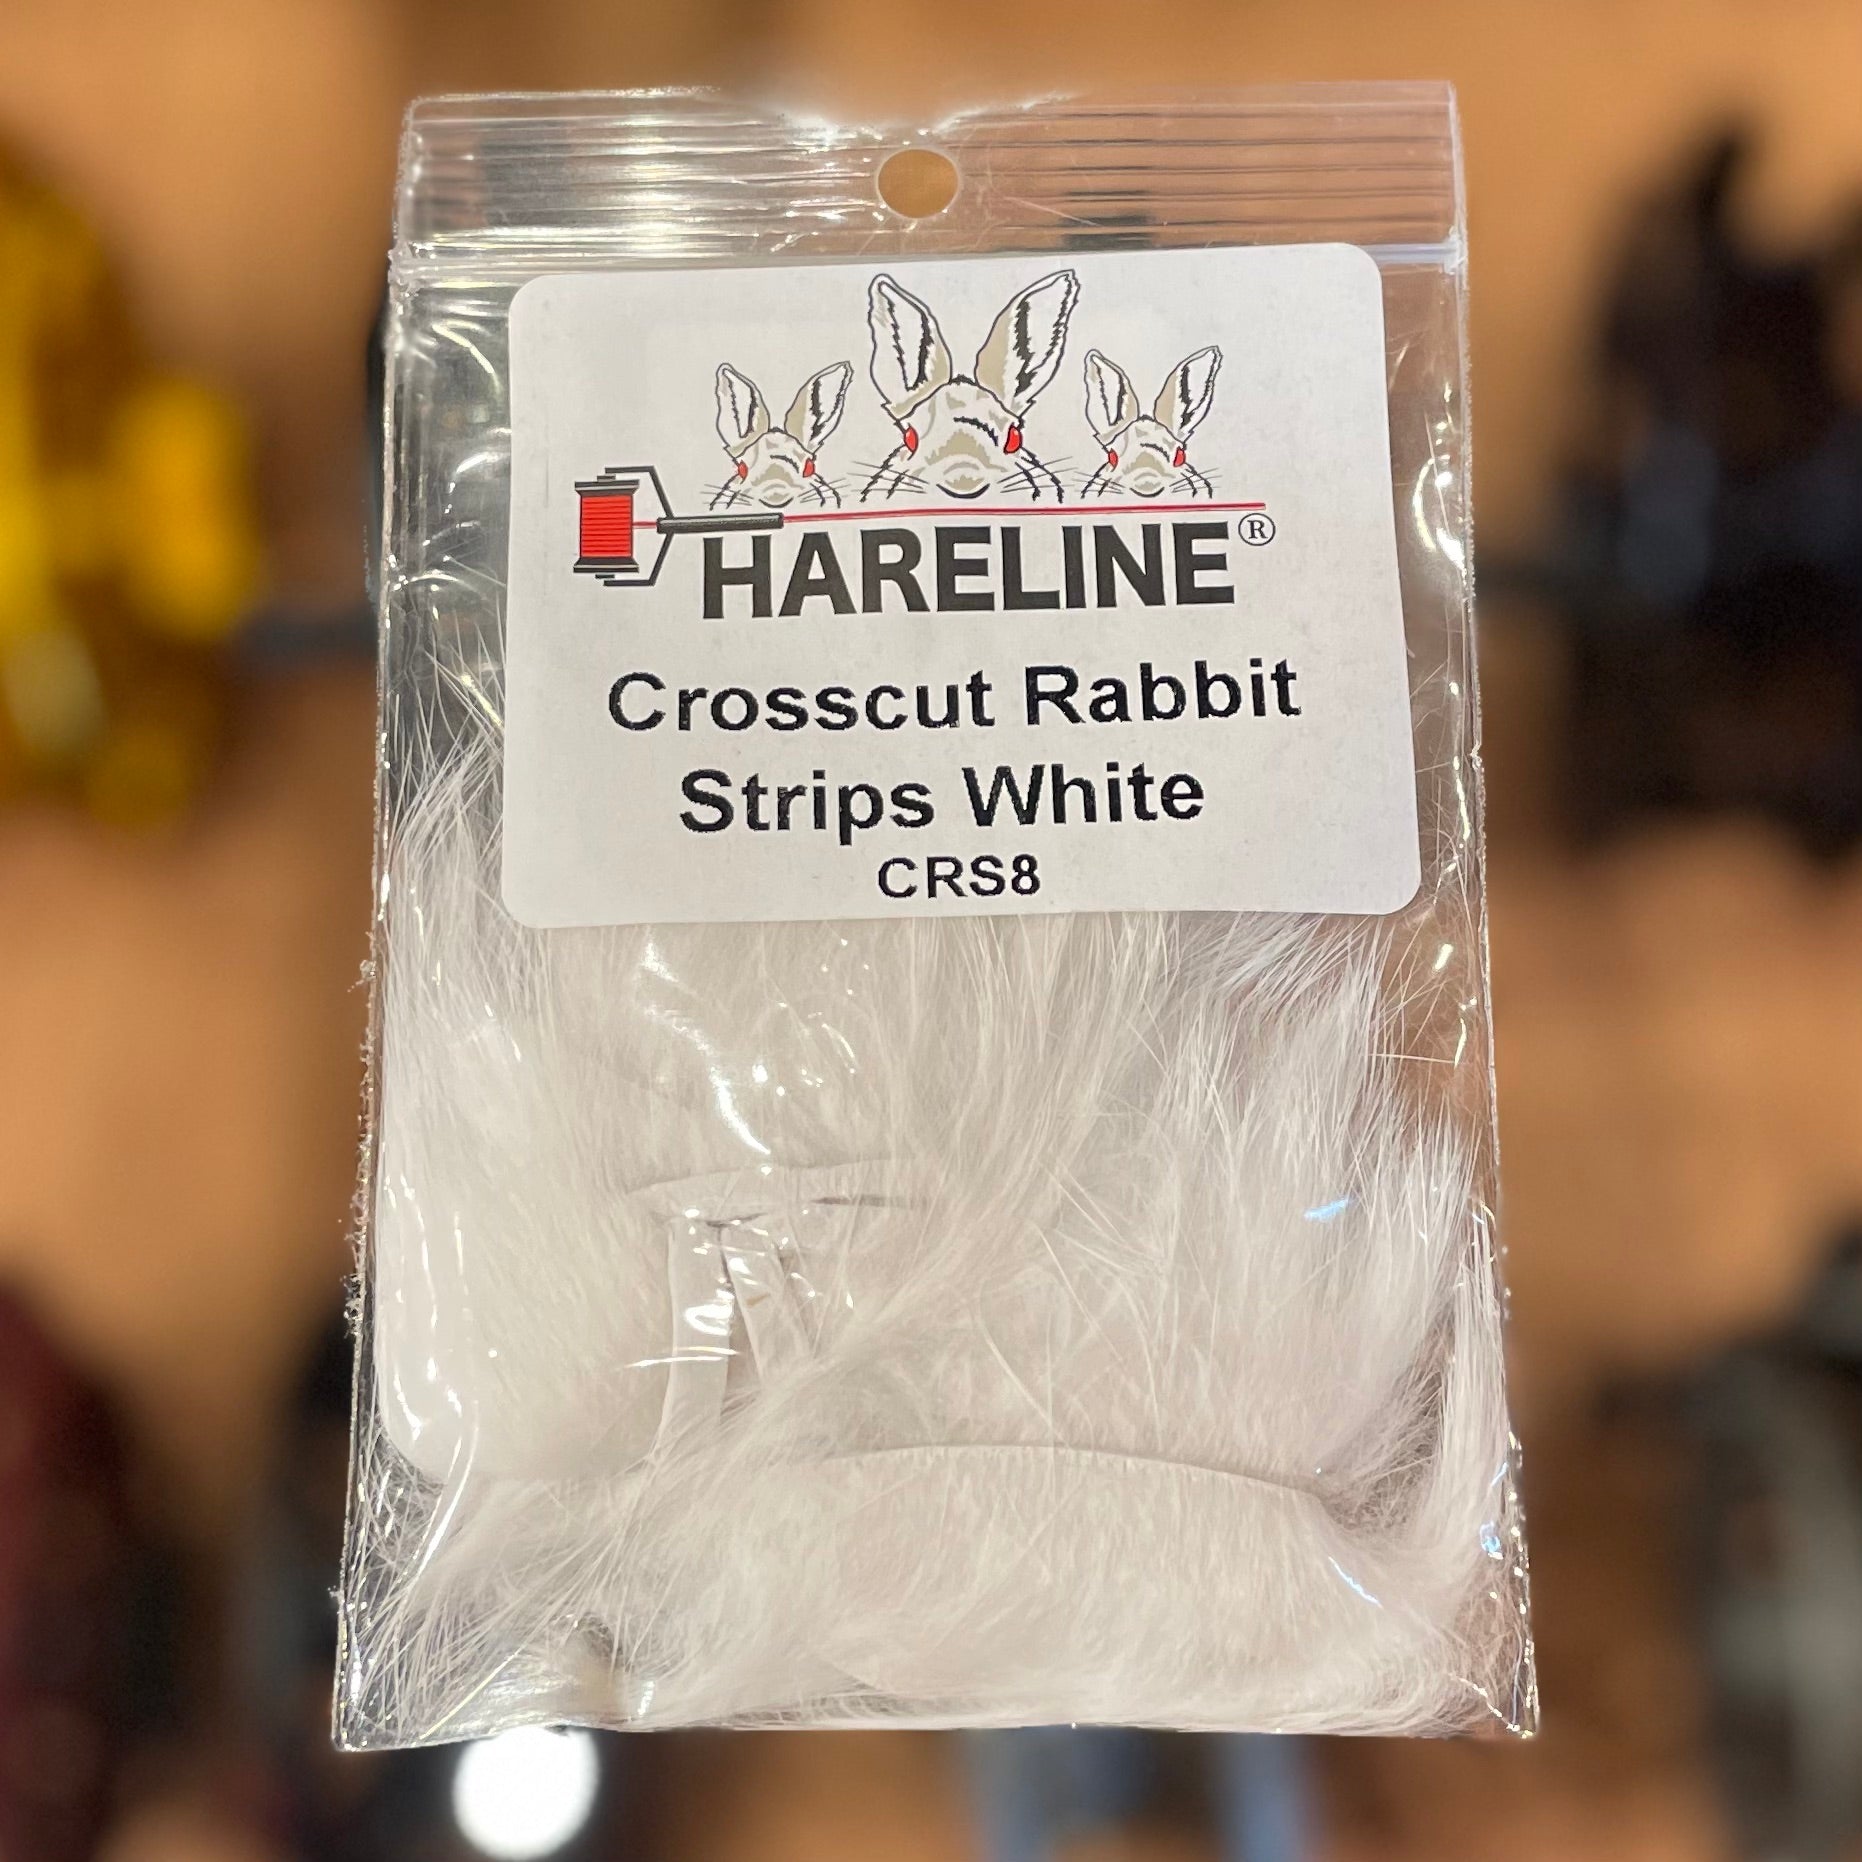 HARELINE®
Crosscut Rabbit
Strips White
CRS8